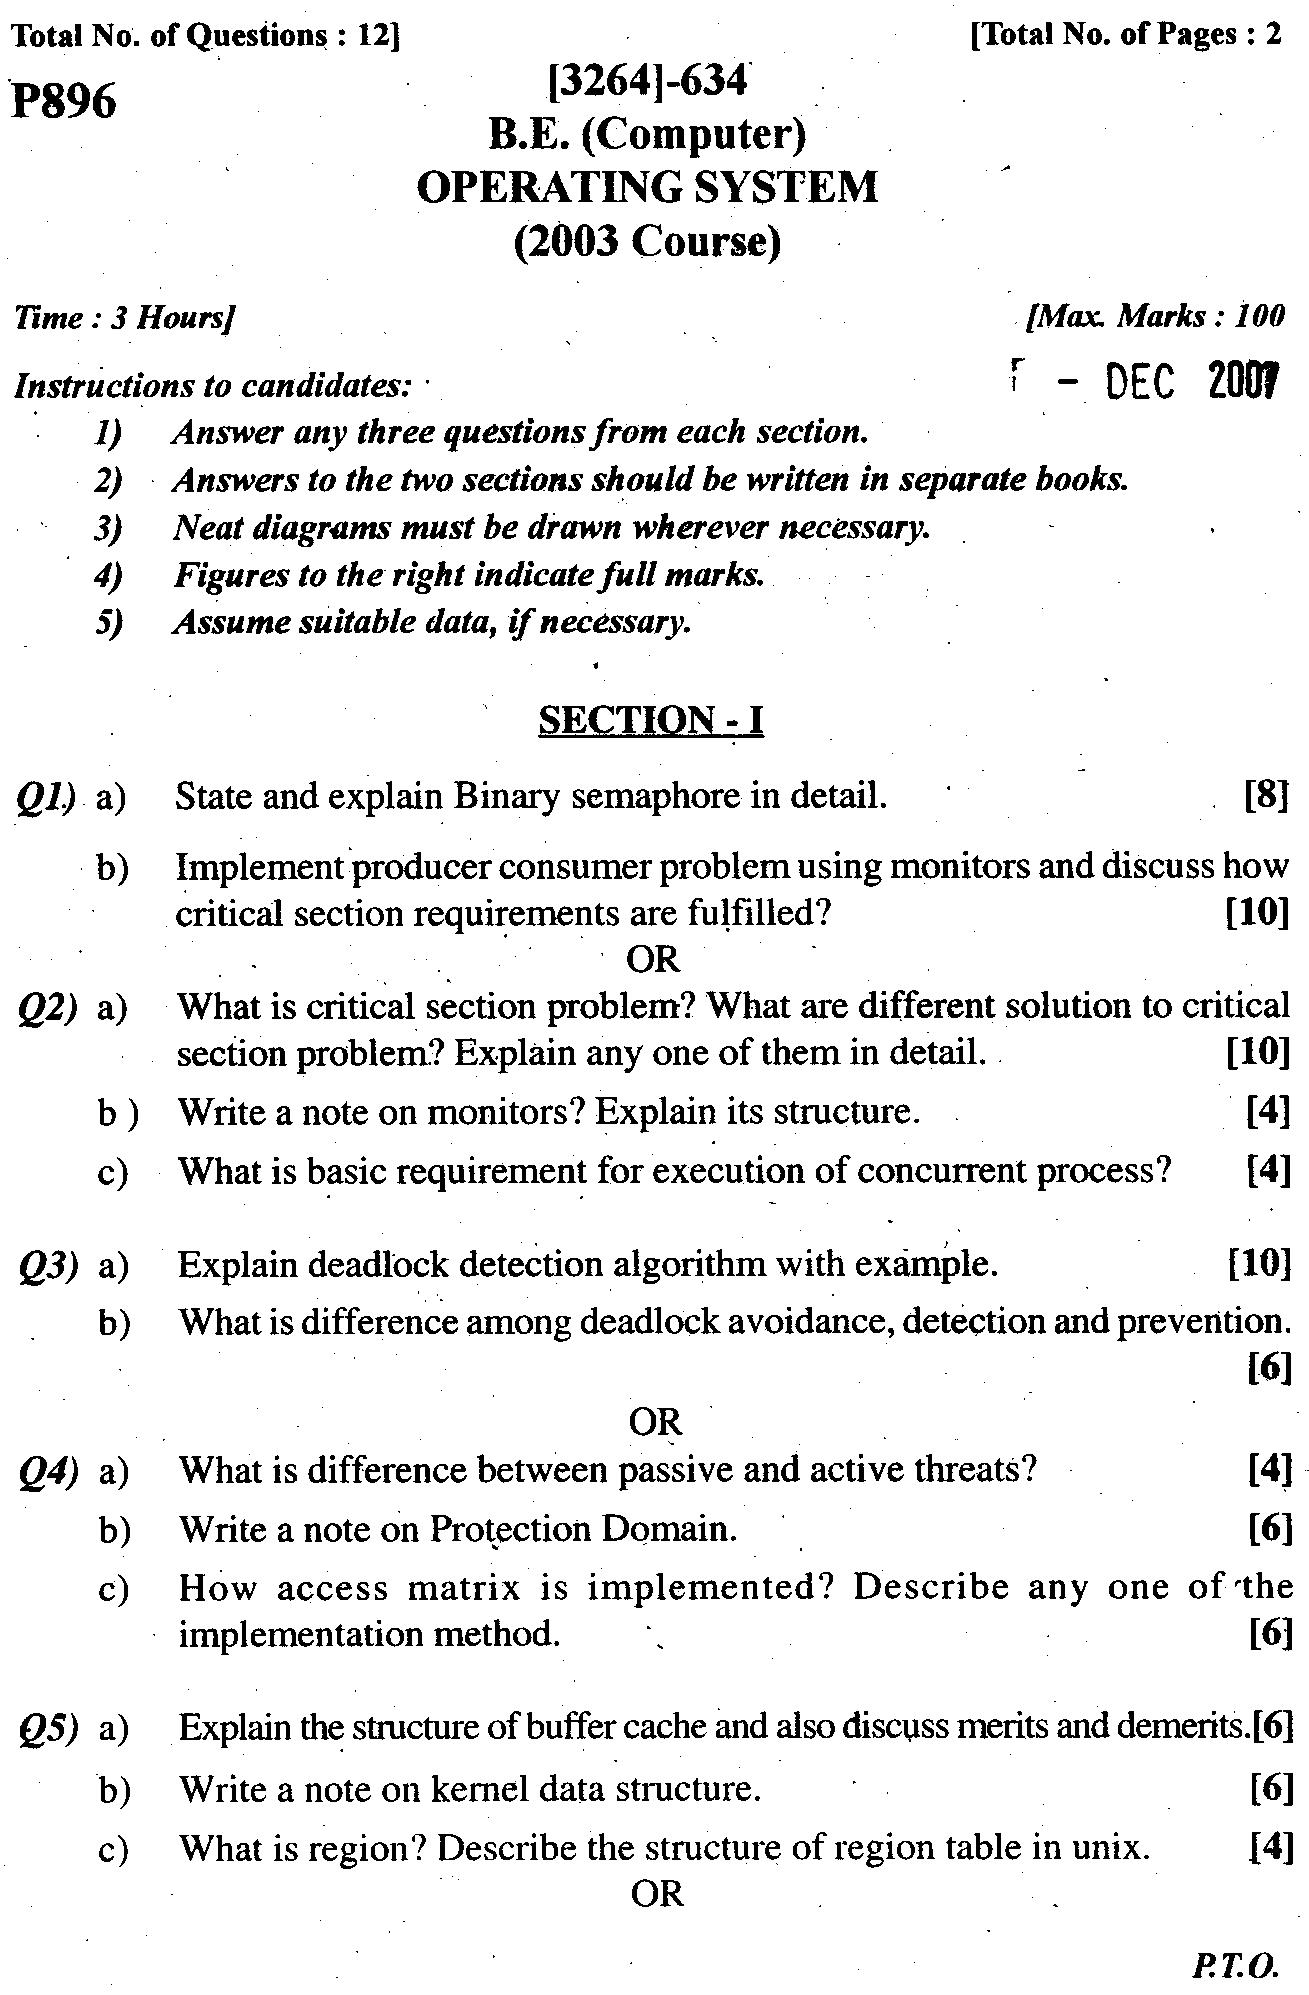 Total No. of Questions : 12]
[Total No. of Pages : 2
P896
[3264]-634
B.E. (Computer)
OPERATING SYSTEM
(2003 Course)
Time : 3 Hours]
[Max. Marks : 100
- DEC 2007
Instructions to candidates:
1) Answer any three questions from each section.
2) Answers to the two sections should be written in separate books.
3) Neat diagrams must be drawn wherever necessary.
4) Figures to the right indicate full marks.
5) Assume suitable data, if necessary.
SECTION - I
Q1) a) State and explain Binary semaphore in detail. [8]
b) Implement producer consumer problem using monitors and discuss how
critical section requirements are fulfilled? [10]
OR
Q2) a) What is critical section problem? What are different solution to critical
section problem? Explain any one of them in detail. [10]
b ) Write a note on monitors? Explain its structure. [4]
c) What is basic requirement for execution of concurrent process? [4]
Q3) a) Explain deadlock detection algorithm with example. [10]
b) What is difference among deadlock avoidance, detection and prevention.
[6]
OR
Q4) a) What is difference between passive and active threats? [4]
b) Write a note on Protection Domain. [6]
c) How access matrix is implemented? Describe any one of the
implementation method. [6]
Q5) a) Explain the structure of buffer cache and also discuss merits and demerits.[6]
b) Write a note on kernel data structure. [6]
c) What is region? Describe the structure of region table in unix. [4]
OR
P.T.O.